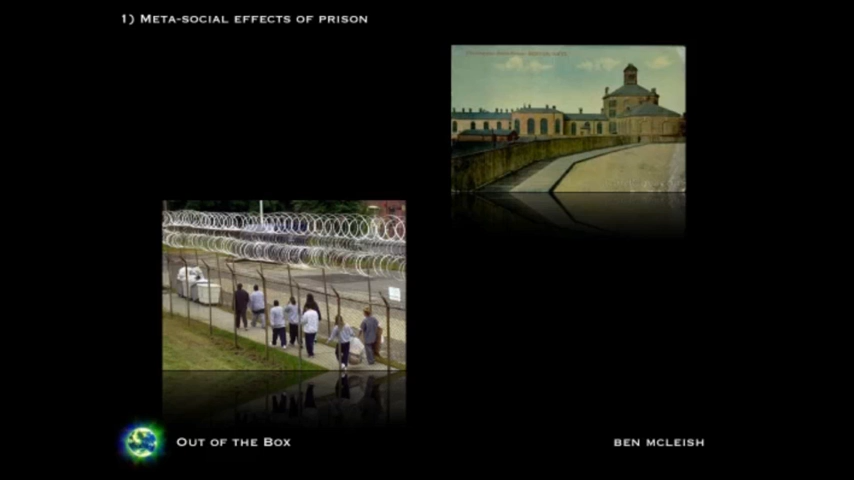 1) Meta-social effects of prison
Out of the Box
Ben McLeish